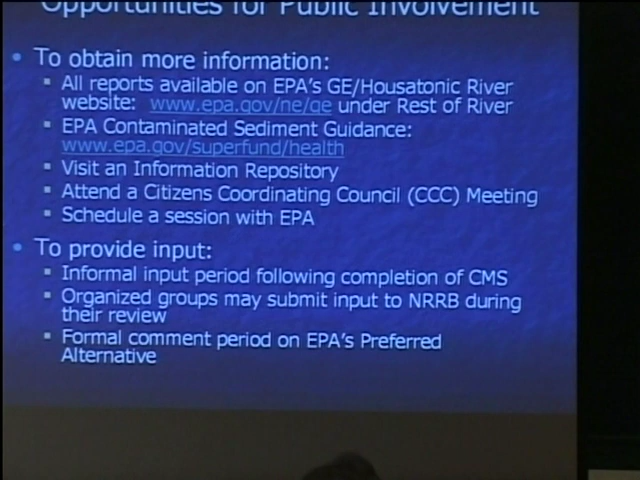 Opportunities for Public Involvement
• To obtain more information:
▪ All reports available on EPA's GE/Housatonic River
website: www.epa.gov/ne/ge under Rest of River
▪ EPA Contaminated Sediment Guidance:
www.epa.gov/superfund/health
▪ Visit an Information Repository
▪ Attend a Citizens Coordinating Council (CCC) Meeting
▪ Schedule a session with EPA
• To provide input:
▪ Informal input period following completion of CMS
▪ Organized groups may submit input to NRRB during
their review
▪ Formal comment period on EPA's Preferred
Alternative